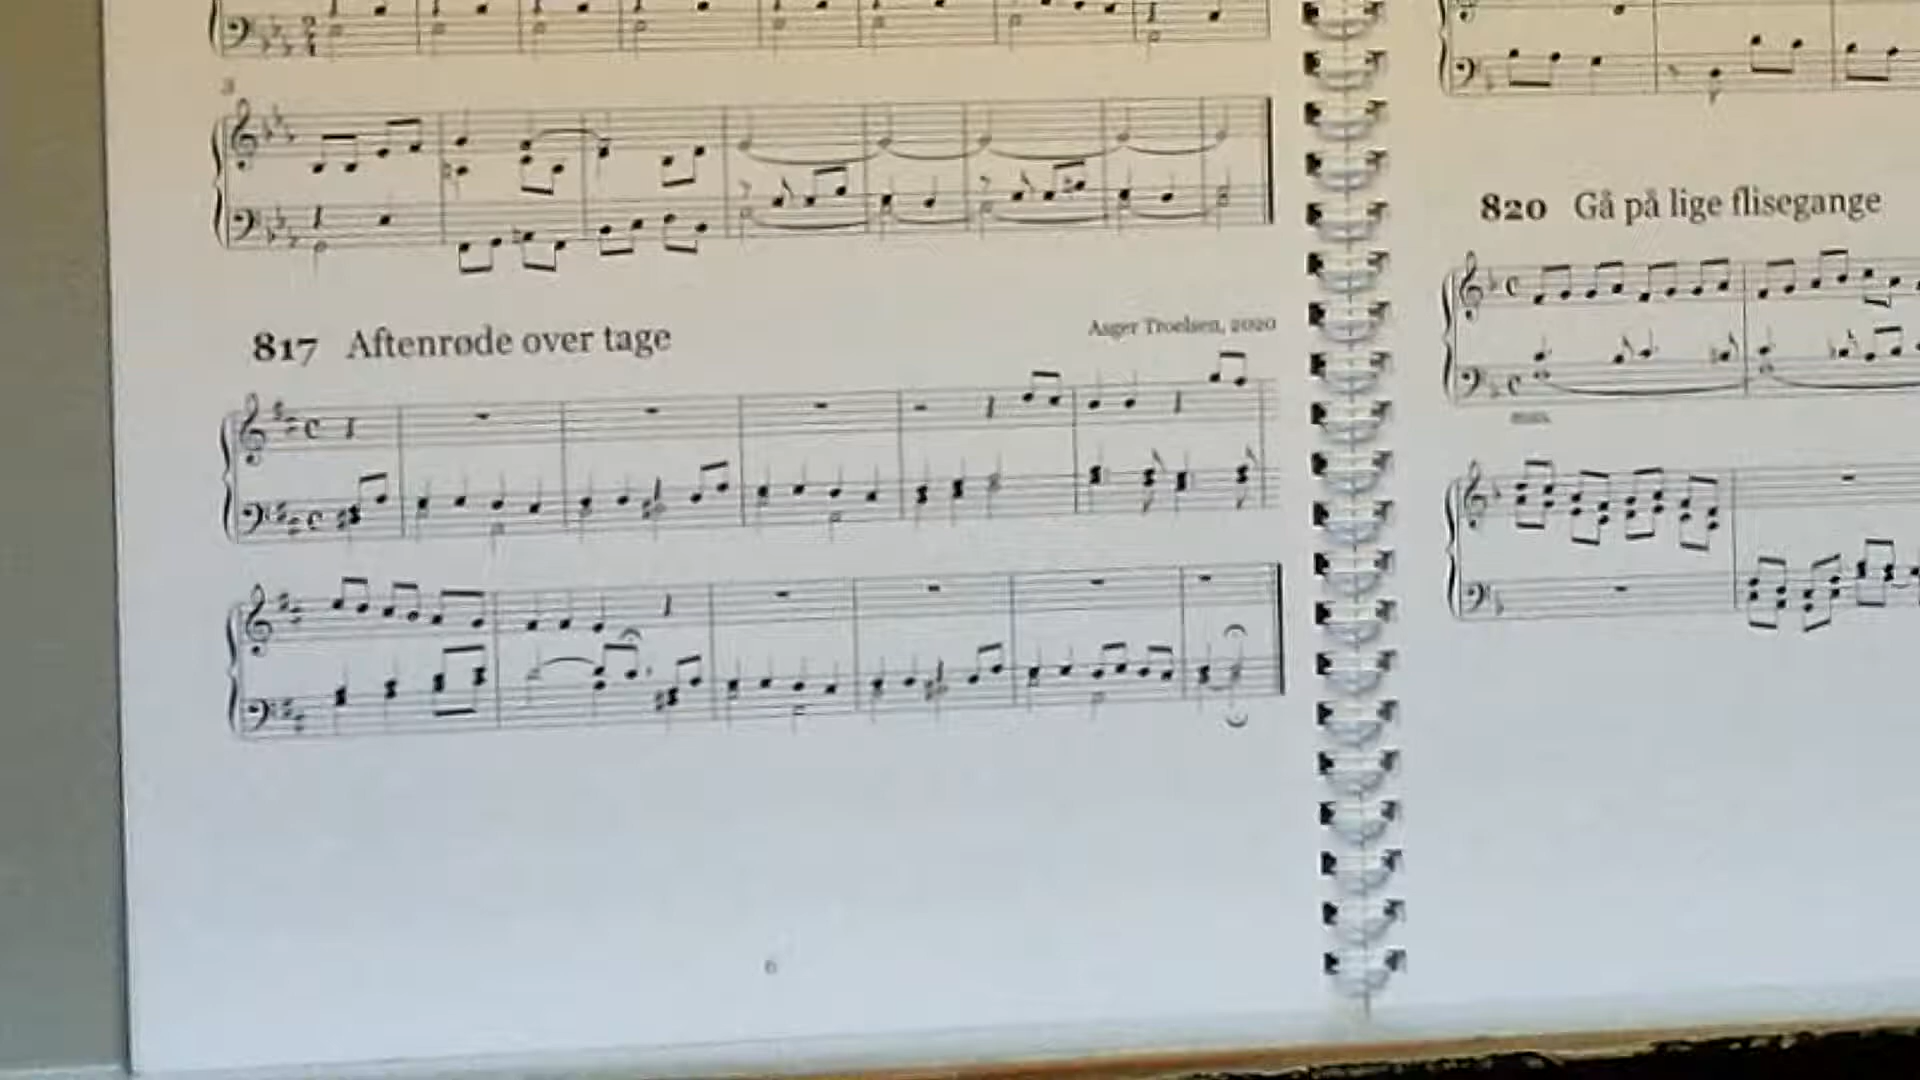 3
817 Aftenrøde over tage
Asger Troelsen, 2020
6
820 Gå på lige flisegange